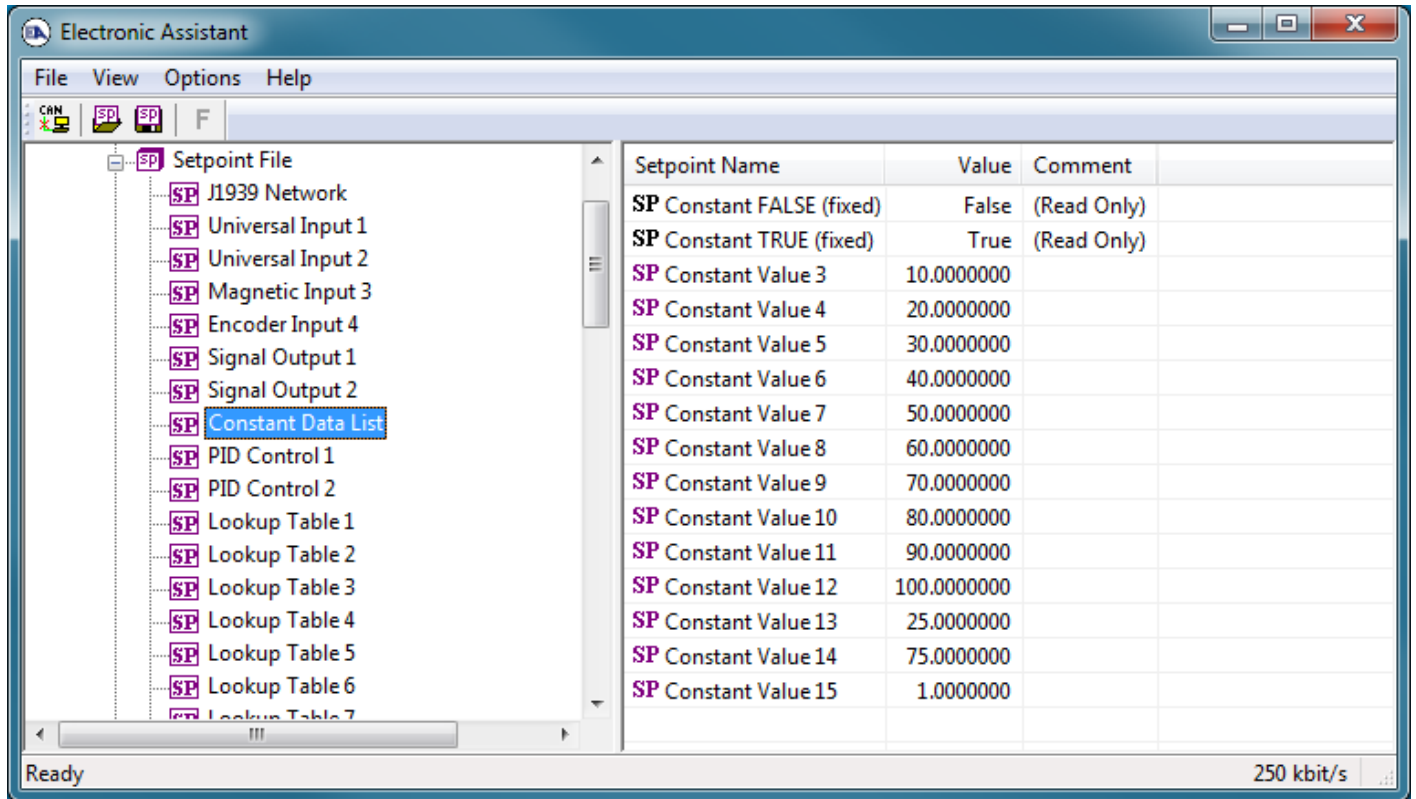 Electronic Assistant
File View Options Help
CAN SP SP F
SP Setpoint File
SP J1939 Network
SP Universal Input 1
SP Universal Input 2
SP Magnetic Input 3
SP Encoder Input 4
SP Signal Output 1
SP Signal Output 2
SP Constant Data List
SP PID Control 1
SP PID Control 2
SP Lookup Table 1
SP Lookup Table 2
SP Lookup Table 3
SP Lookup Table 4
SP Lookup Table 5
SP Lookup Table 6
SP Lookup Table 7
Setpoint Name Value Comment
SP Constant FALSE (fixed) False (Read Only)
SP Constant TRUE (fixed) True (Read Only)
SP Constant Value 3 10.0000000
SP Constant Value 4 20.0000000
SP Constant Value 5 30.0000000
SP Constant Value 6 40.0000000
SP Constant Value 7 50.0000000
SP Constant Value 8 60.0000000
SP Constant Value 9 70.0000000
SP Constant Value 10 80.0000000
SP Constant Value 11 90.0000000
SP Constant Value 12 100.0000000
SP Constant Value 13 25.0000000
SP Constant Value 14 75.0000000
SP Constant Value 15 1.0000000
Ready 250 kbit/s